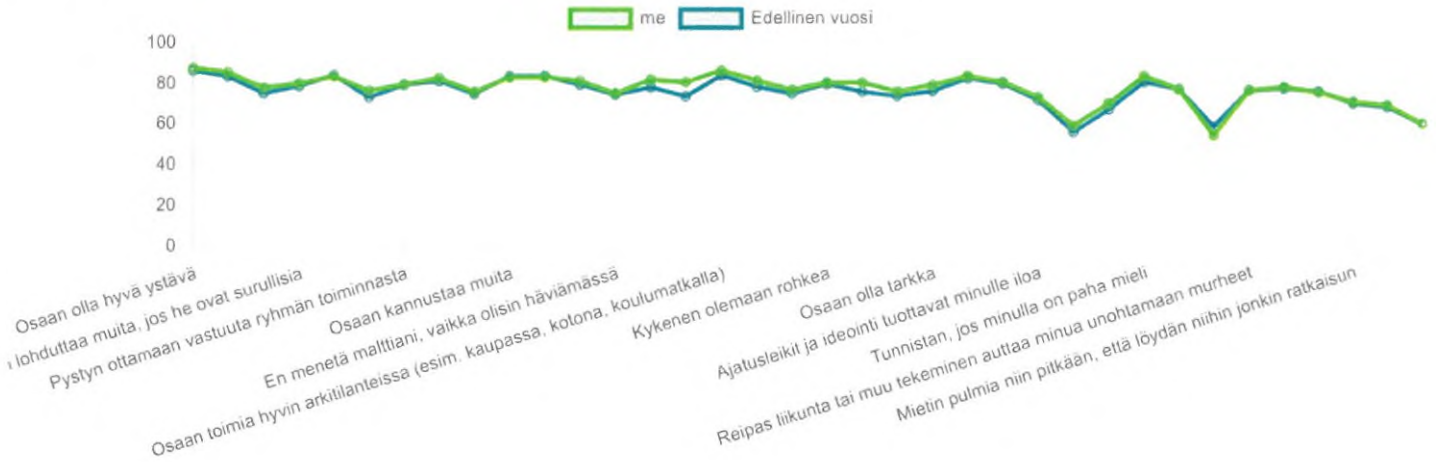 me Edellinen vuosi
100
80
60
40
20
0
Osaan olla hyvä ystävä
lohduttaa muita, jos he ovat surullisia
Pystyn ottamaan vastuuta ryhmän toiminnasta
Osaan kannustaa muita
En menetä malttiani, vaikka olisin häviämässä
Osaan toimia hyvin arkitilanteissa (esim. kaupassa, kotona, koulumatkalla)
Kykenen olemaan rohkea
Osaan olla tarkka
Ajatusleikit ja ideointi tuottavat minulle iloa
Tunnistan, jos minulla on paha mieli
Reipas liikunta tai muu tekeminen auttaa minua unohtamaan murheet
Mietin pulmia niin pitkään, että löydän niihin jonkin ratkaisun